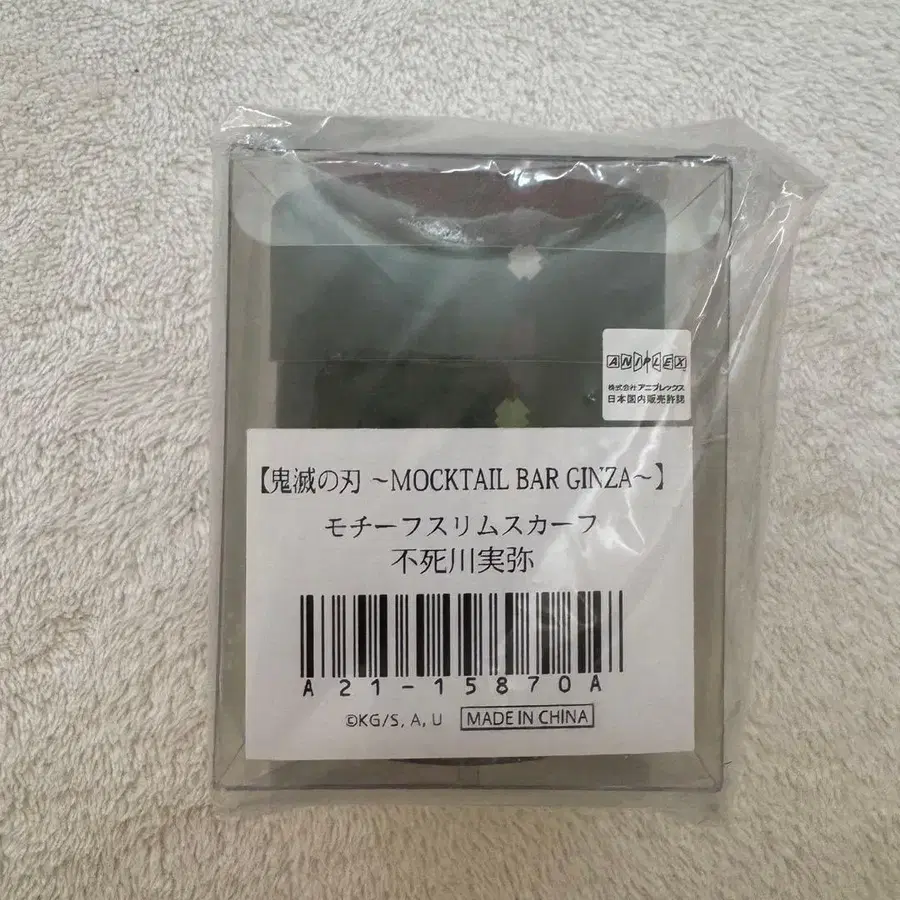 ANIPLEX
株式会社アニプレックス
日本国内販売許諾
【鬼滅の刃 ～MOCKTAIL BAR GINZA～】
モチーフスリムスカーフ
不死川実弥
A21-15870A
©KG/S, A, U MADE IN CHINA